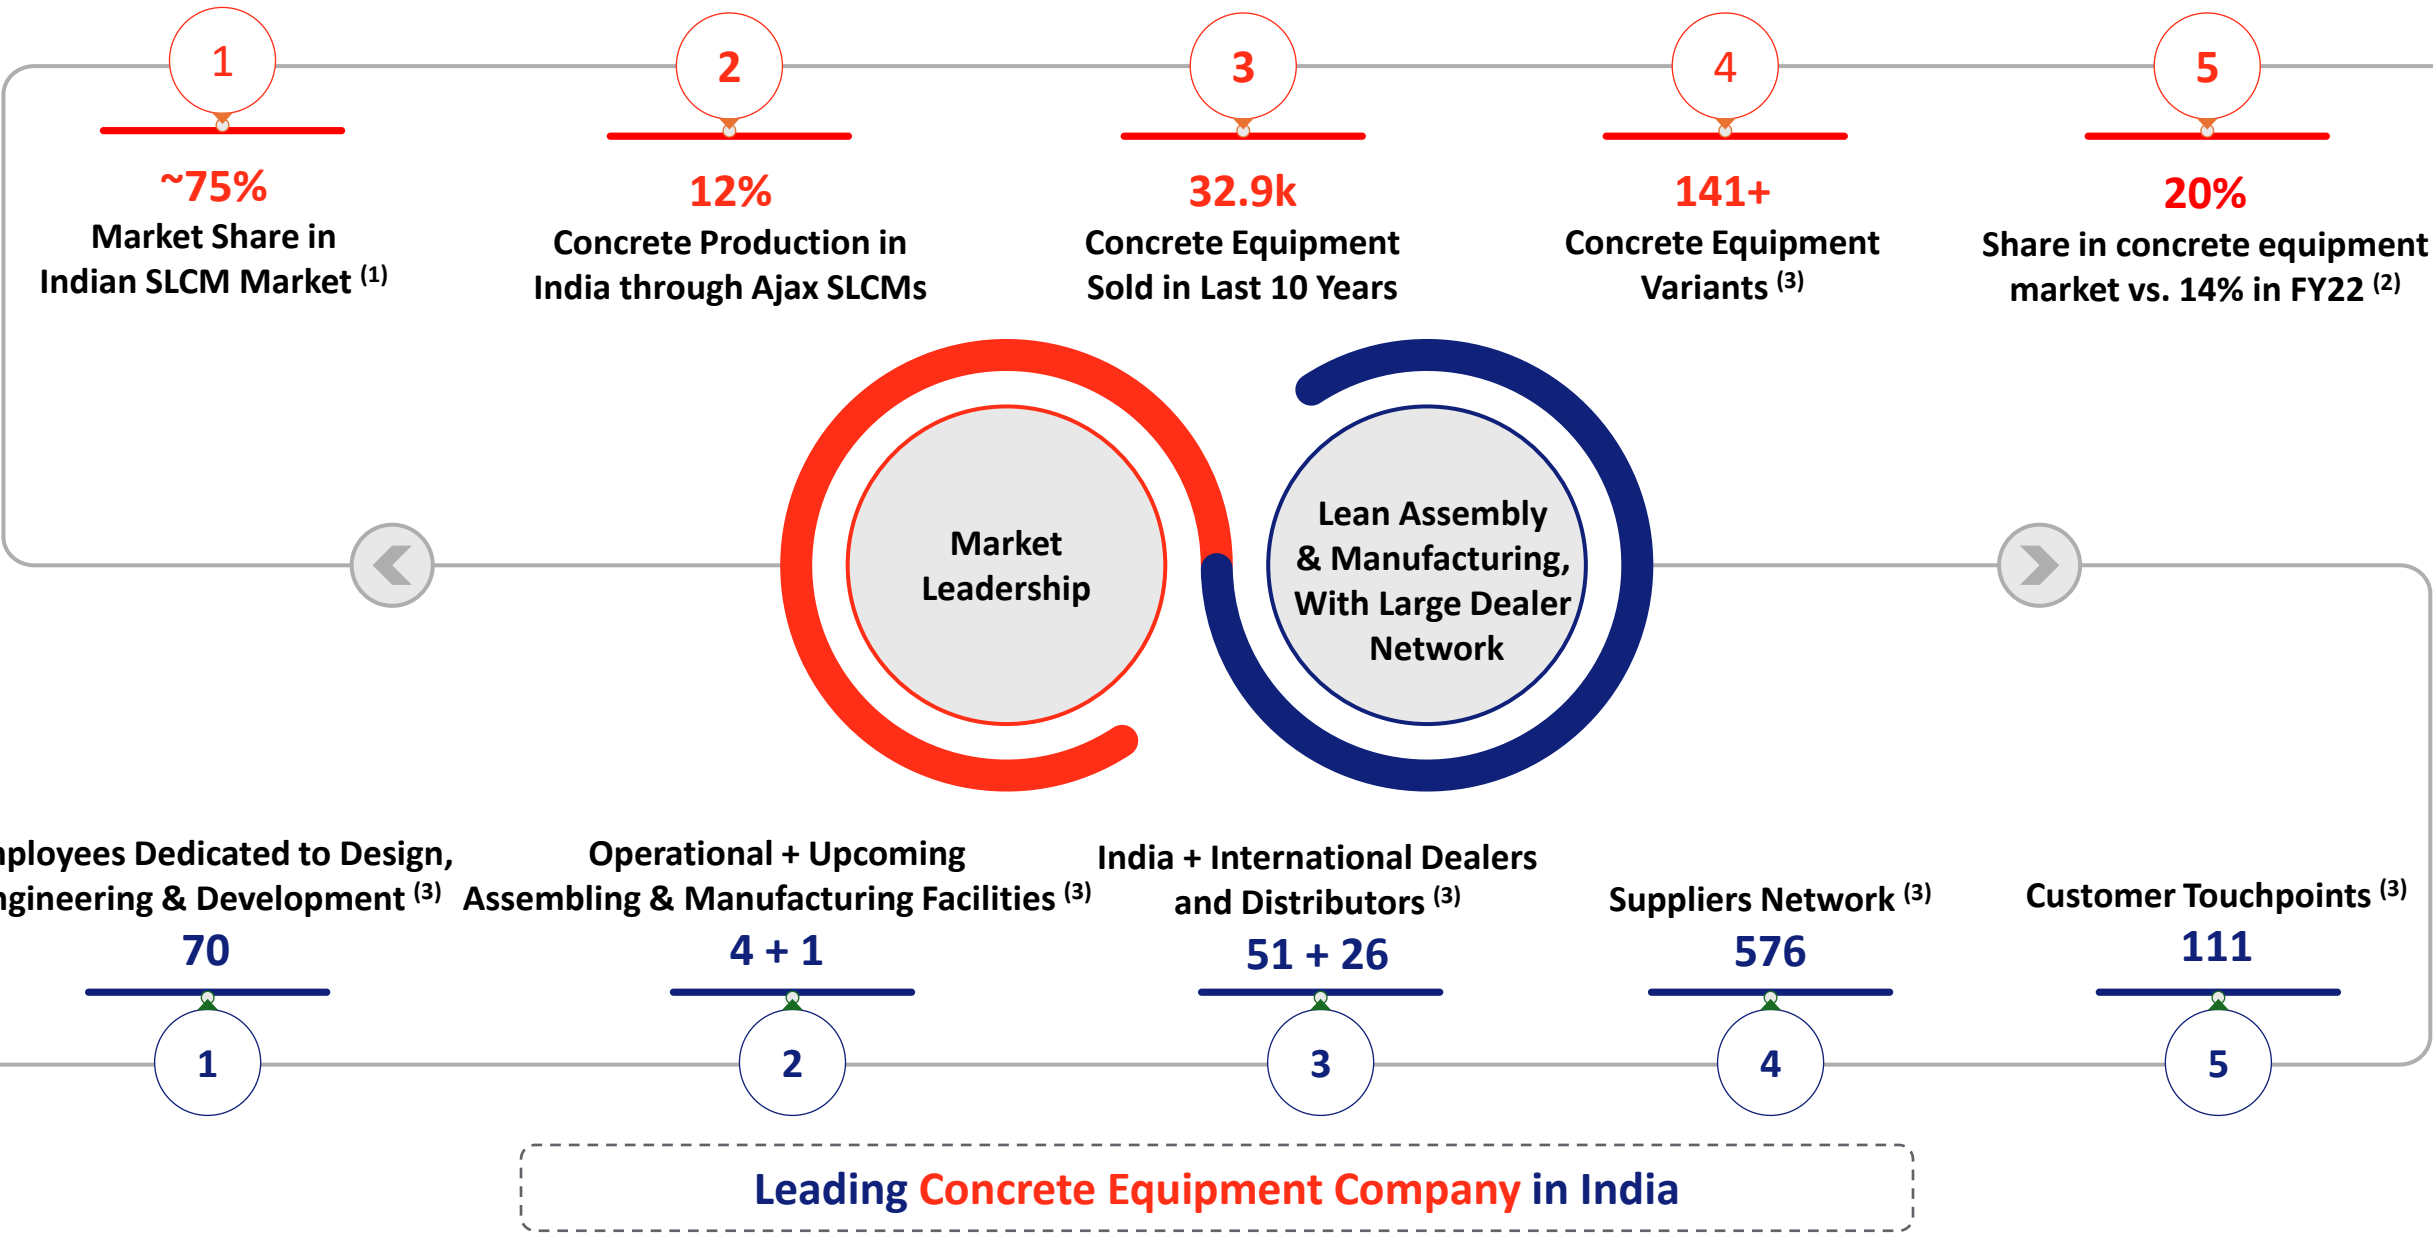 1
2
3
4
5
~75%
Market Share in
Indian SLCM Market (1)
12%
Concrete Production in
India through Ajax SLCMs
32.9k
Concrete Equipment
Sold in Last 10 Years
141+
Concrete Equipment
Variants (3)
20%
Share in concrete equipment
market vs. 14% in FY22 (2)
Market
Leadership
Lean Assembly
& Manufacturing,
With Large Dealer
Network
Dedicated to Design,
& Development (3)
70
Operational + Upcoming
Assembling & Manufacturing Facilities (3)
4 + 1
India + International Dealers
and Distributors (3)
51 + 26
Suppliers Network (3)
576
Customer Touchpoints (3)
111
1
2
3
4
5
Leading Concrete Equipment Company in India